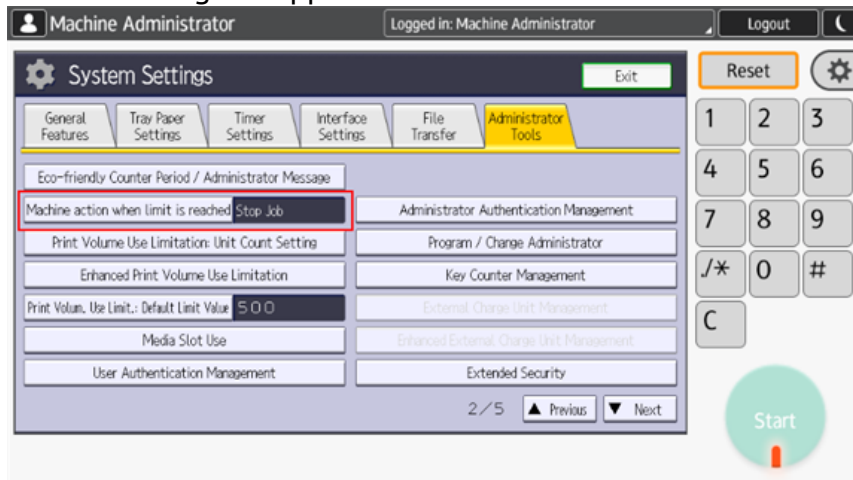 Machine Administrator
Logged in: Machine Administrator
Logout
System Settings
Exit
Reset
General Features
Tray Paper Settings
Timer Settings
Interface Settings
File Transfer
Administrator Tools
Eco-friendly Counter Period / Administrator Message
Machine action when limit is reached Stop Job
Administrator Authentication Management
Print Volume Use Limitation: Unit Count Setting
Program / Change Administrator
Enhanced Print Volume Use Limitation
Key Counter Management
Print Volum. Use Limit.: Default Limit Value 500
External Charge Unit Management
Media Slot Use
Enhanced External Charge Unit Management
User Authentication Management
Extended Security
2/5 ▲ Previous ▼ Next
1 2 3
4 5 6
7 8 9
./* 0 #
C
Start